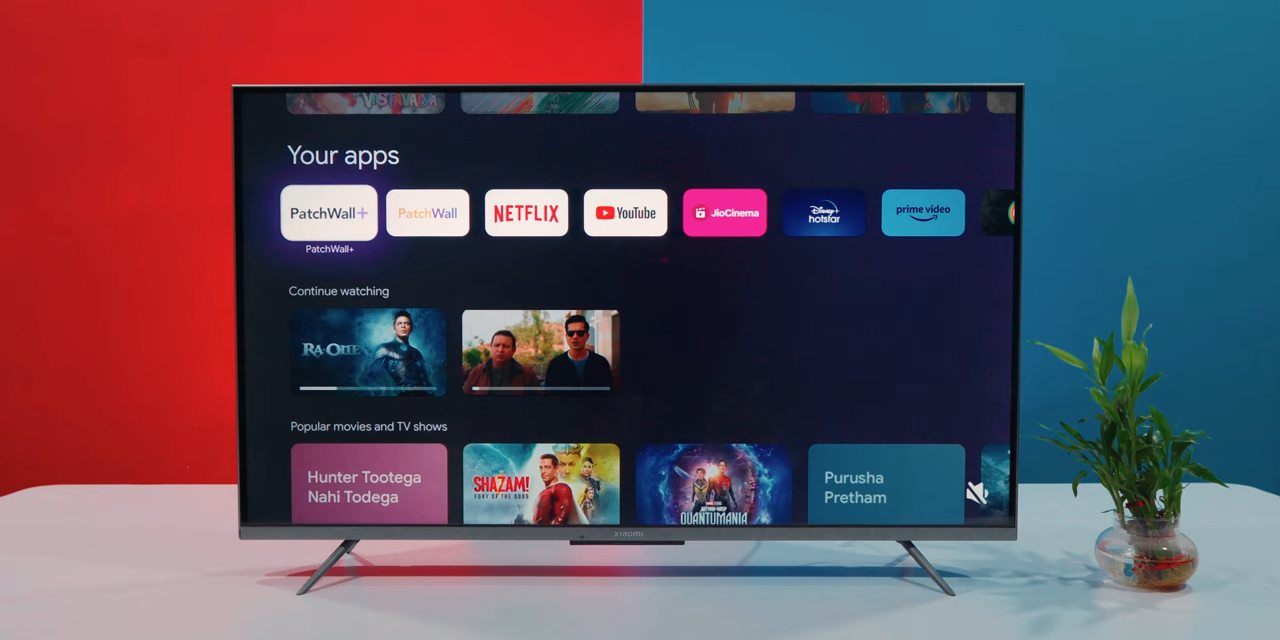 Your apps
PatchWall+
PatchWall
NETFLIX
YouTube
JioCinema
Disney+
hotstar
prime video
PatchWall+
Continue watching
RA·ONE
Popular movies and TV shows
Hunter Tootega
Nahi Todega
SHAZAM!
FURY OF THE GODS
QUANTUMANIA
Purusha
Pretham
xiaomi